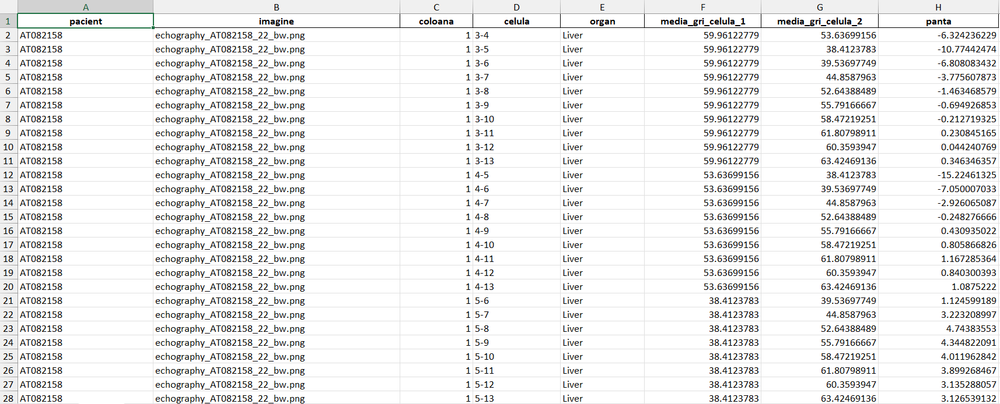 A B C D E F G H
1 pacient imagine coloana celula organ media_gri_celula_1 media_gri_celula_2 panta
2 AT082158 echography_AT082158_22_bw.png 1 3-4 Liver 59.96122779 53.63699156 -6.324236229
3 AT082158 echography_AT082158_22_bw.png 1 3-5 Liver 59.96122779 38.4123783 -10.77442474
4 AT082158 echography_AT082158_22_bw.png 1 3-6 Liver 59.96122779 39.53697749 -6.808083432
5 AT082158 echography_AT082158_22_bw.png 1 3-7 Liver 59.96122779 44.8587963 -3.775607873
6 AT082158 echography_AT082158_22_bw.png 1 3-8 Liver 59.96122779 52.64388489 -1.463468579
7 AT082158 echography_AT082158_22_bw.png 1 3-9 Liver 59.96122779 55.79166667 -0.694926853
8 AT082158 echography_AT082158_22_bw.png 1 3-10 Liver 59.96122779 58.47219251 -0.212719325
9 AT082158 echography_AT082158_22_bw.png 1 3-11 Liver 59.96122779 61.80798911 0.230845165
10 AT082158 echography_AT082158_22_bw.png 1 3-12 Liver 59.96122779 60.3593947 0.044240769
11 AT082158 echography_AT082158_22_bw.png 1 3-13 Liver 59.96122779 63.42469136 0.346346357
12 AT082158 echography_AT082158_22_bw.png 1 4-5 Liver 53.63699156 38.4123783 -15.22461325
13 AT082158 echography_AT082158_22_bw.png 1 4-6 Liver 53.63699156 39.53697749 -7.050007033
14 AT082158 echography_AT082158_22_bw.png 1 4-7 Liver 53.63699156 44.8587963 -2.926065087
15 AT082158 echography_AT082158_22_bw.png 1 4-8 Liver 53.63699156 52.64388489 -0.248276666
16 AT082158 echography_AT082158_22_bw.png 1 4-9 Liver 53.63699156 55.79166667 0.430935022
17 AT082158 echography_AT082158_22_bw.png 1 4-10 Liver 53.63699156 58.47219251 0.805866826
18 AT082158 echography_AT082158_22_bw.png 1 4-11 Liver 53.63699156 61.80798911 1.167285364
19 AT082158 echography_AT082158_22_bw.png 1 4-12 Liver 53.63699156 60.3593947 0.840300393
20 AT082158 echography_AT082158_22_bw.png 1 4-13 Liver 53.63699156 63.42469136 1.0875222
21 AT082158 echography_AT082158_22_bw.png 1 5-6 Liver 38.4123783 39.53697749 1.124599189
22 AT082158 echography_AT082158_22_bw.png 1 5-7 Liver 38.4123783 44.8587963 3.223208997
23 AT082158 echography_AT082158_22_bw.png 1 5-8 Liver 38.4123783 52.64388489 4.74383553
24 AT082158 echography_AT082158_22_bw.png 1 5-9 Liver 38.4123783 55.79166667 4.344822091
25 AT082158 echography_AT082158_22_bw.png 1 5-10 Liver 38.4123783 58.47219251 4.011962842
26 AT082158 echography_AT082158_22_bw.png 1 5-11 Liver 38.4123783 61.80798911 3.899268467
27 AT082158 echography_AT082158_22_bw.png 1 5-12 Liver 38.4123783 60.3593947 3.135288057
28 AT082158 echography_AT082158_22_bw.png 1 5-13 Liver 38.4123783 63.42469136 3.126539132